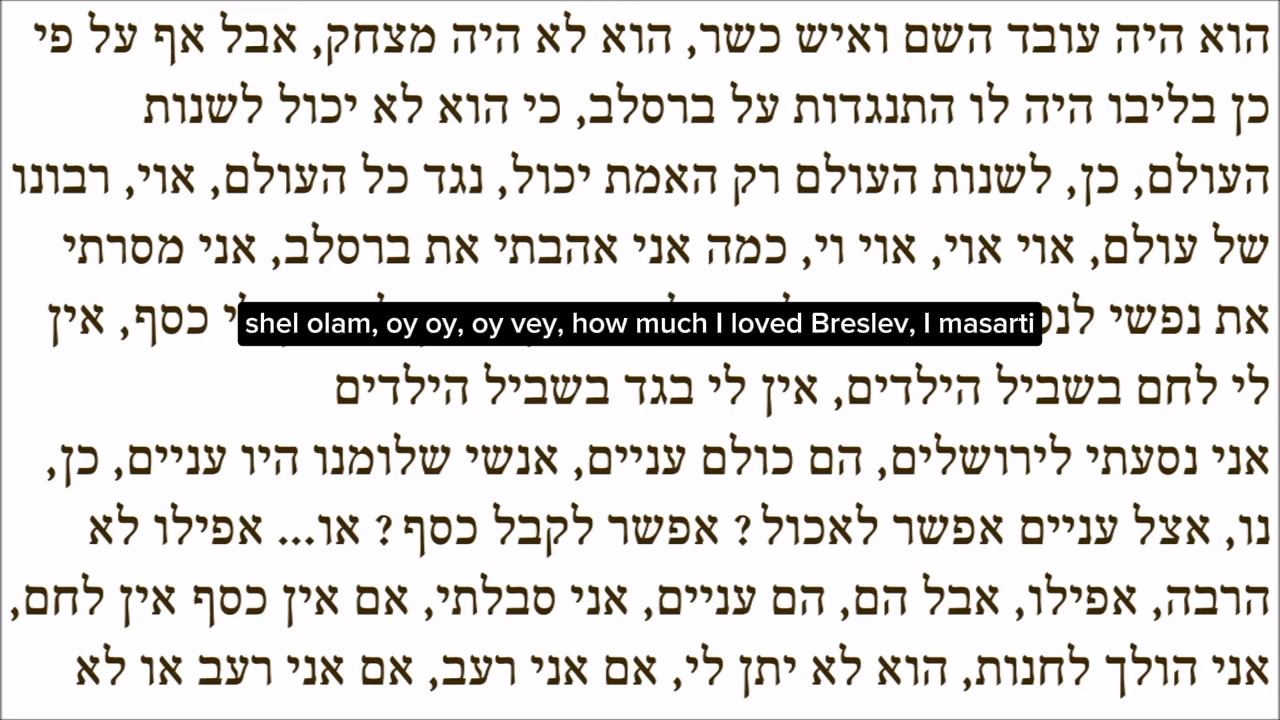 הוא היה עובד השם ואיש כשר, הוא לא היה מצחק, אבל אף על פי
כן בליבו היה לו התנגדות על ברסלב, כי הוא לא יכול לשנות
העולם, כן, לשנות העולם רק האמת יכול, נגד כל העולם, אוי, רבונו
של עולם, אוי אוי, אוי וי, כמה אני אהבתי את ברסלב, אני מסרתי
את נפשי כסף, אין
shel olam, oy oy, oy vey, how much I loved Breslev, I masarti
לי לחם בשביל הילדים, אין לי בגד בשביל הילדים
אני נסעתי לירושלים, הם כולם עניים, אנשי שלומנו היו עניים, כן,
נו, אצל עניים אפשר לאכול? אפשר לקבל כסף? או... אפילו לא
הרבה, אפילו, אבל הם, הם עניים, אני סבלתי, אם אין כסף אין לחם,
אני הולך לחנות, הוא לא יתן לי, אם אני רעב, אם אני רעב או לא